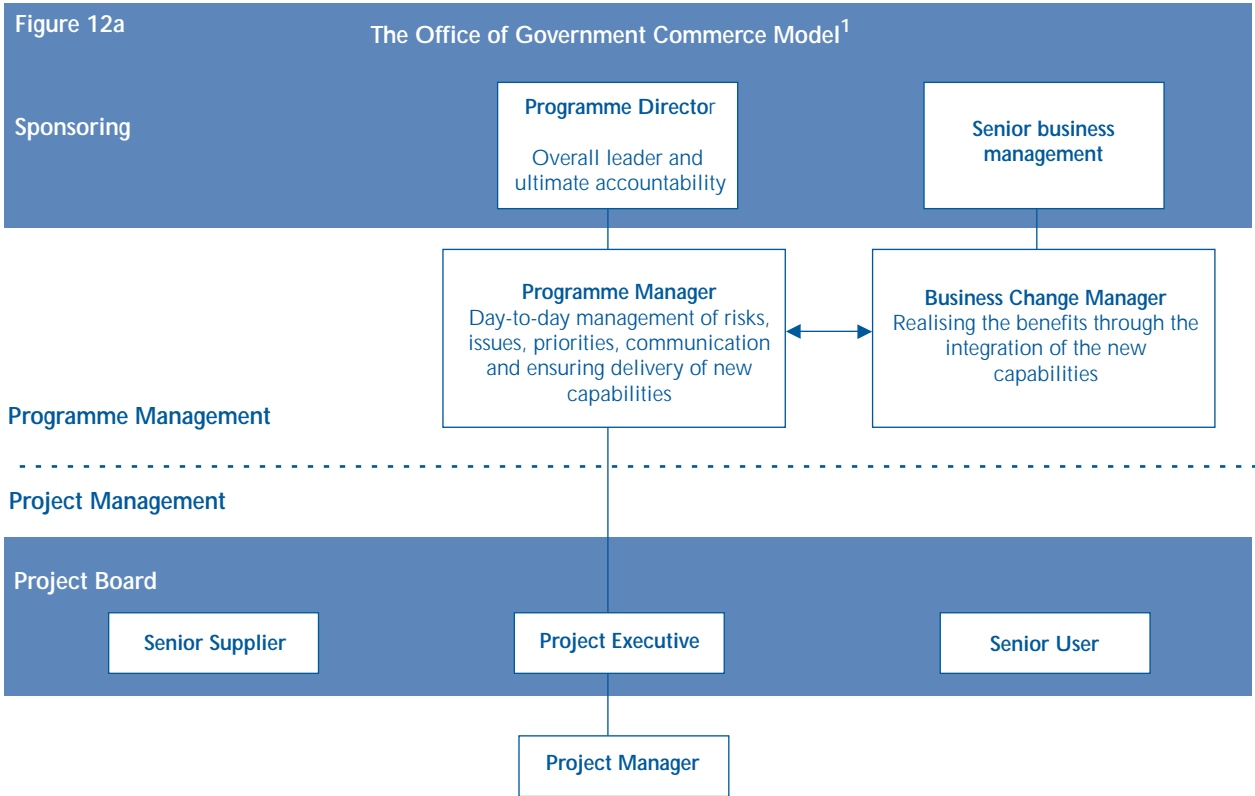 Figure 12a
The Office of Government Commerce Model1
Sponsoring
Programme Director
Overall leader and
ultimate accountability
Senior business
management
Programme Manager
Day-to-day management of risks,
issues, priorities, communication
and ensuring delivery of new
capabilities
Business Change Manager
Realising the benefits through the
integration of the new
capabilities
Programme Management
Project Management
Project Board
Senior Supplier
Project Executive
Senior User
Project Manager